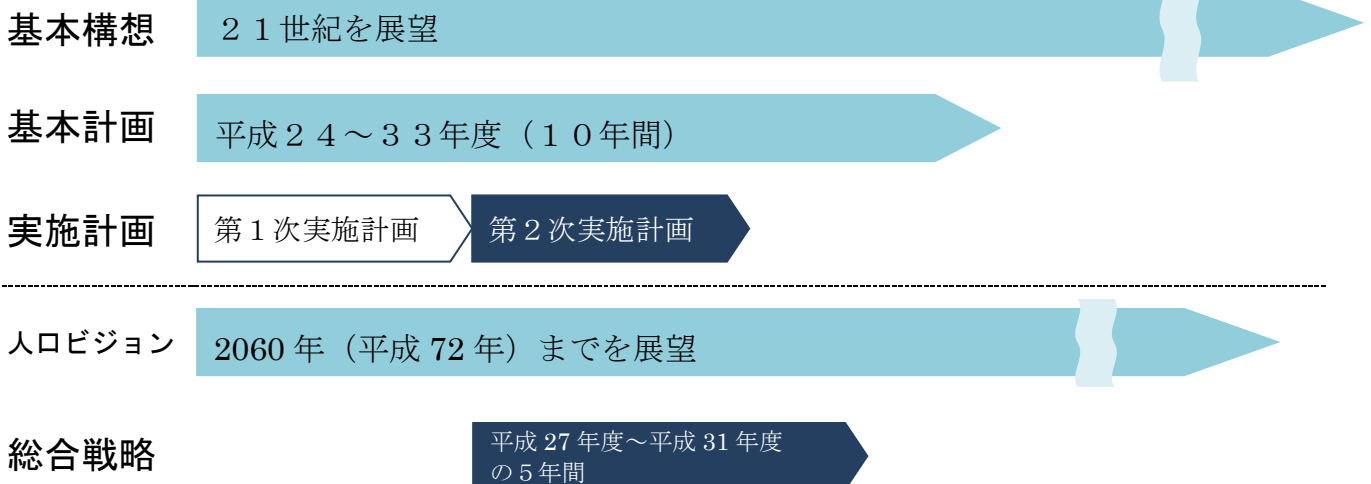 基本構想
２１世紀を展望
基本計画
平成２４～３３年度（１０年間）
実施計画
第１次実施計画
第２次実施計画
人口ビジョン
2060 年（平成 72 年）までを展望
総合戦略
平成 27 年度～平成 31 年度
の５年間